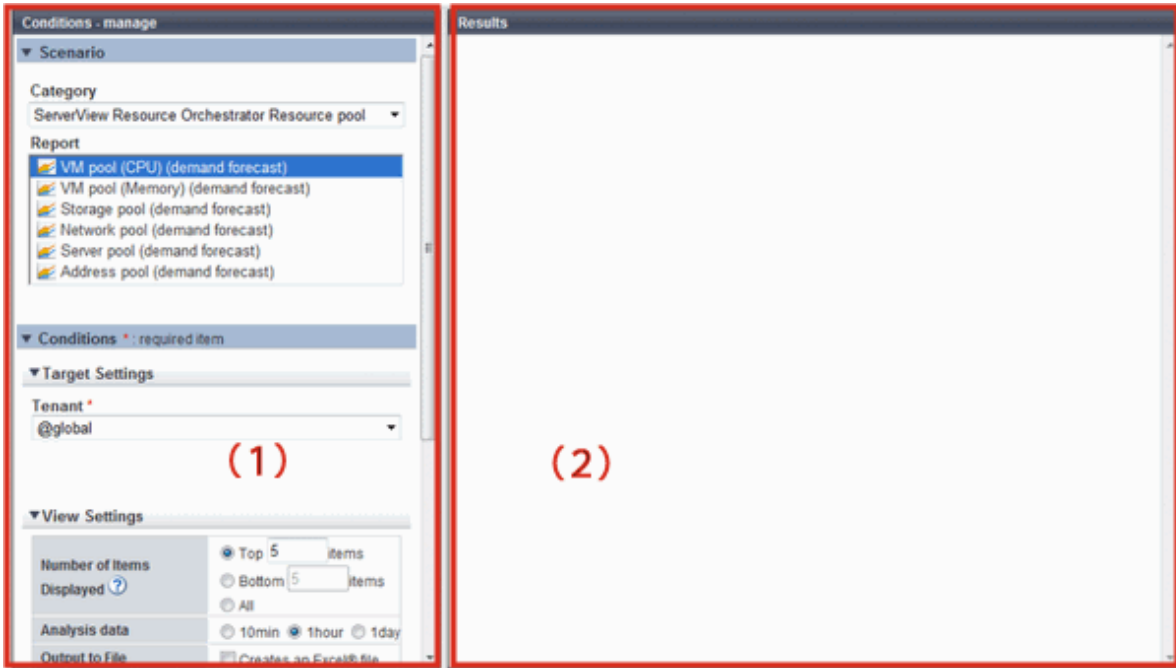 Conditions - manage
Scenario
Category
ServerView Resource Orchestrator Resource pool
Report
VM pool (CPU) (demand forecast)
VM pool (Memory) (demand forecast)
Storage pool (demand forecast)
Network pool (demand forecast)
Server pool (demand forecast)
Address pool (demand forecast)
Conditions * : required item
Target Settings
Tenant *
@global
(1)
View Settings
Number of Items Displayed ?
Top 5 items
Bottom 5 items
All
Analysis data
10min 1hour 1day
Output to File
Creates an Excel® file
Results
(2)